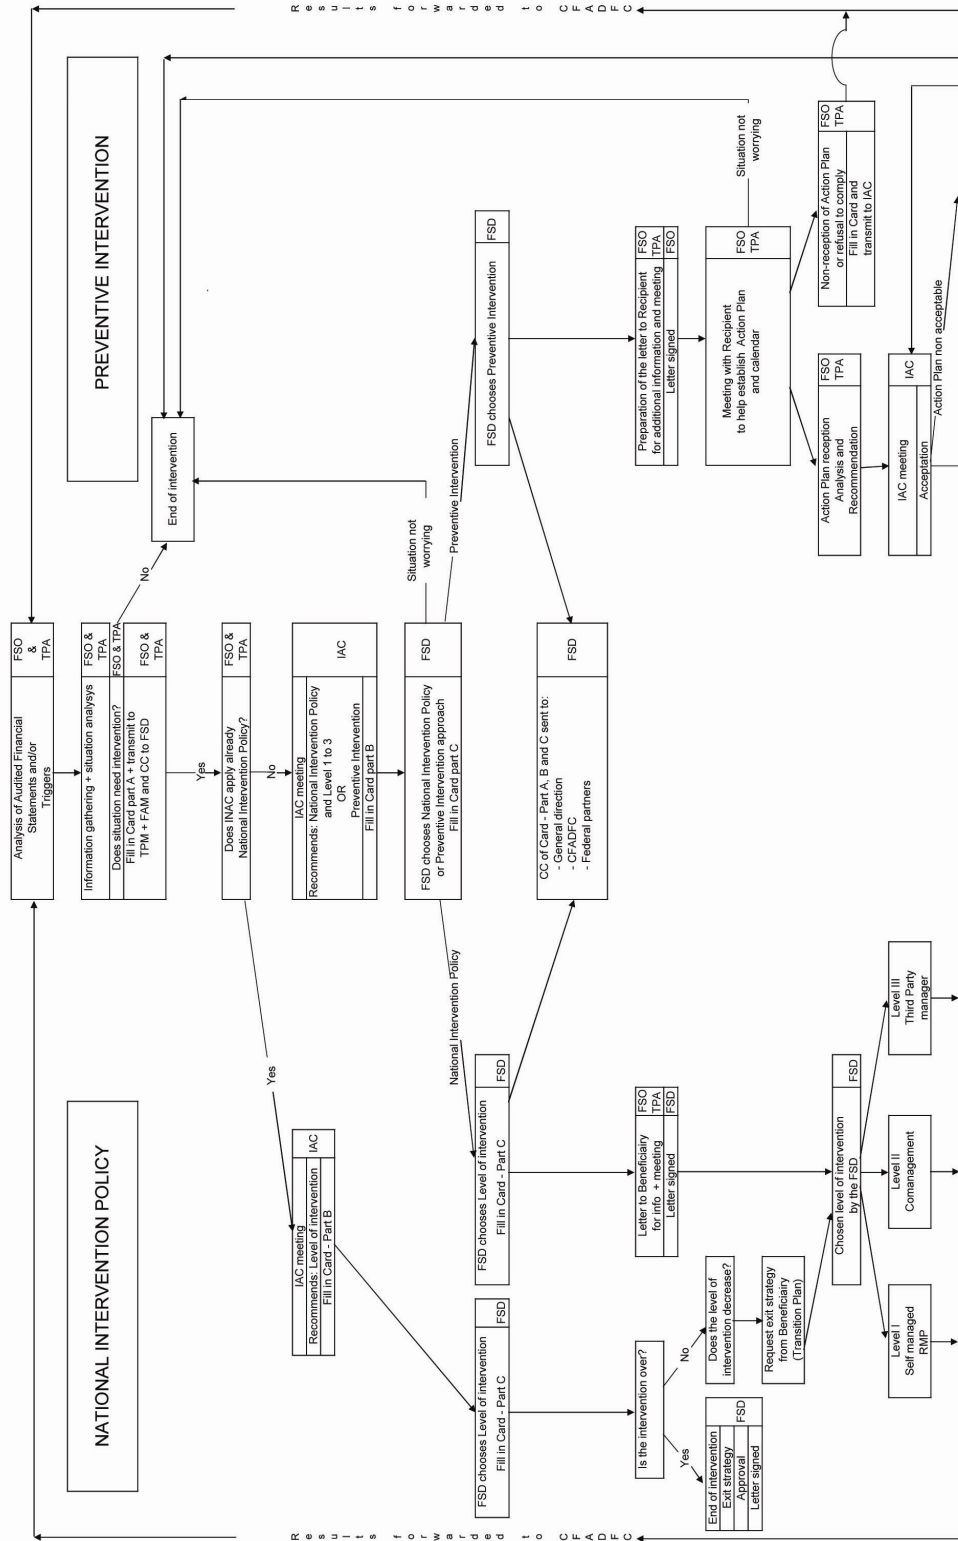 NATIONAL INTERVENTION POLICY
PREVENTIVE INTERVENTION
Results forwarded to CFADFC
Results forwarded to CFADFC
Analysis of Audited Financial
Statements and/or
Triggers
FSO
&
TPA
Information gathering + situation analysys
FSO &
TPA
Does situation need intervention?
FSO & TPA
Fill in Card part A + transmit to
TPM + FAM and CC to FSD
FSO &
TPA
No
End of intervention
Yes
Does INAC apply already
National Intervention Policy?
FSO &
TPA
Yes
No
IAC meeting
Recommends: Level of intervention
Fill in Card - Part B
IAC
IAC meeting
Recommends: National Intervention Policy
and Level 1 to 3
OR
Preventive Intervention
Fill in Card part B
IAC
FSD chooses National Intervention Policy
or Preventive Intervention approach
Fill in Card part C
FSD
Situation not
worrying
National Intervention Policy
Preventive Intervention
FSD chooses Level of intervention
Fill in Card - Part C
FSD
FSD chooses Level of intervention
Fill in Card - Part C
FSD
CC of Card - Part A, B and C sent to:
- General direction
- CFADFC
- Federal partners
FSD
FSD chooses Preventive Intervention
FSD
Is the intervention over?
Yes
No
End of intervention
Exit strategy
Approval
Letter signed
FSD
Does the level of
intervention decrease?
Request exit strategy
from Beneficiairy
(Transition Plan)
Letter to Beneficiary
for info + meeting
Letter signed
FSO
TPA
FSD
Chosen level of intervention
by the FSD
FSD
Level I
Self managed
RMP
Level II
Comanagement
Level III
Third Party
manager
Preparation of the letter to Recipient
for additional information and meeting
Letter signed
FSO
TPA
FSO
Meeting with Recipient
to help establish Action Plan
and calendar
FSO
TPA
Situation not
worrying
Action Plan reception
Analysis and
Recommendation
FSO
TPA
Non-reception of Action Plan
or refusal to comply
Fill in Card and
transmit to IAC
FSO
TPA
IAC meeting
Acceptation
IAC
Action Plan non acceptable